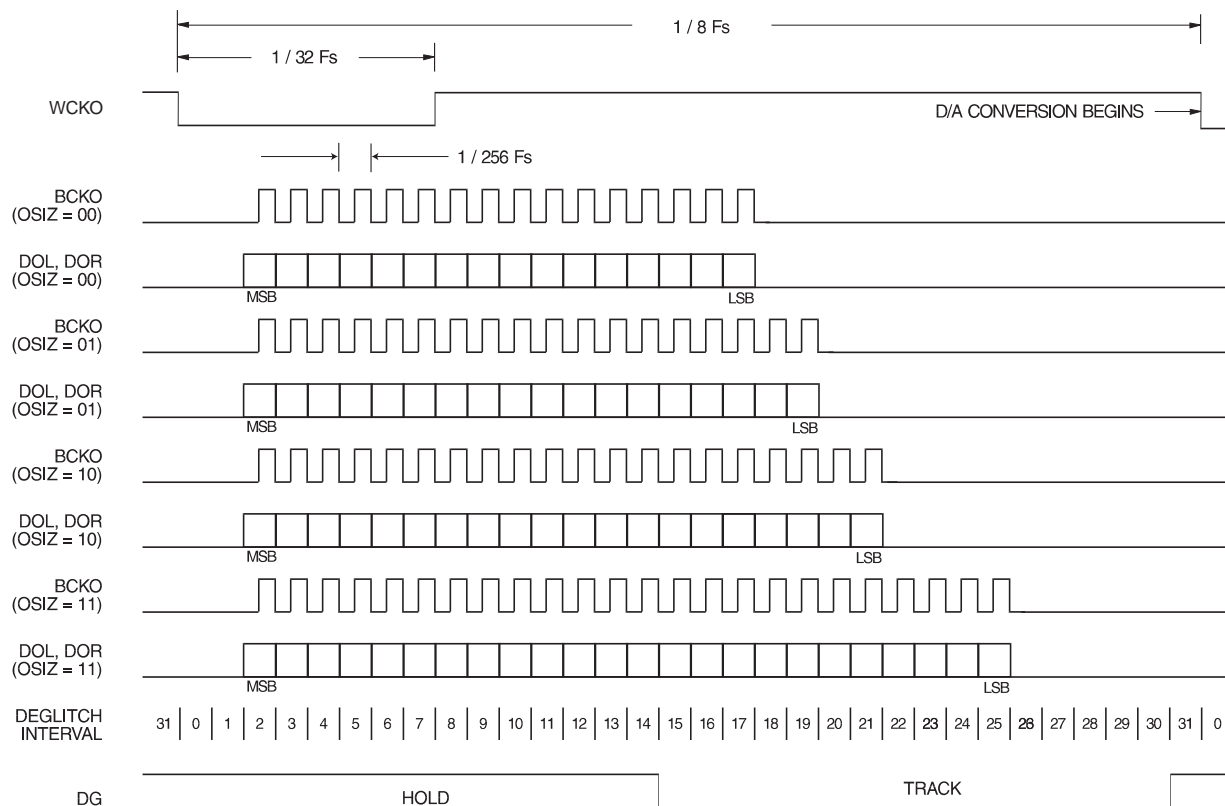 1 / 8 Fs
1 / 32 Fs
WCKO
D/A CONVERSION BEGINS
1 / 256 Fs
BCKO
(OSIZ = 00)
DOL, DOR
(OSIZ = 00)
MSB LSB
BCKO
(OSIZ = 01)
DOL, DOR
(OSIZ = 01)
MSB LSB
BCKO
(OSIZ = 10)
DOL, DOR
(OSIZ = 10)
MSB LSB
BCKO
(OSIZ = 11)
DOL, DOR
(OSIZ = 11)
MSB LSB
DEGLITCH
INTERVAL
31 0 1 2 3 4 5 6 7 8 9 10 11 12 13 14 15 16 17 18 19 20 21 22 23 24 25 26 27 28 29 30 31 0
DG HOLD TRACK